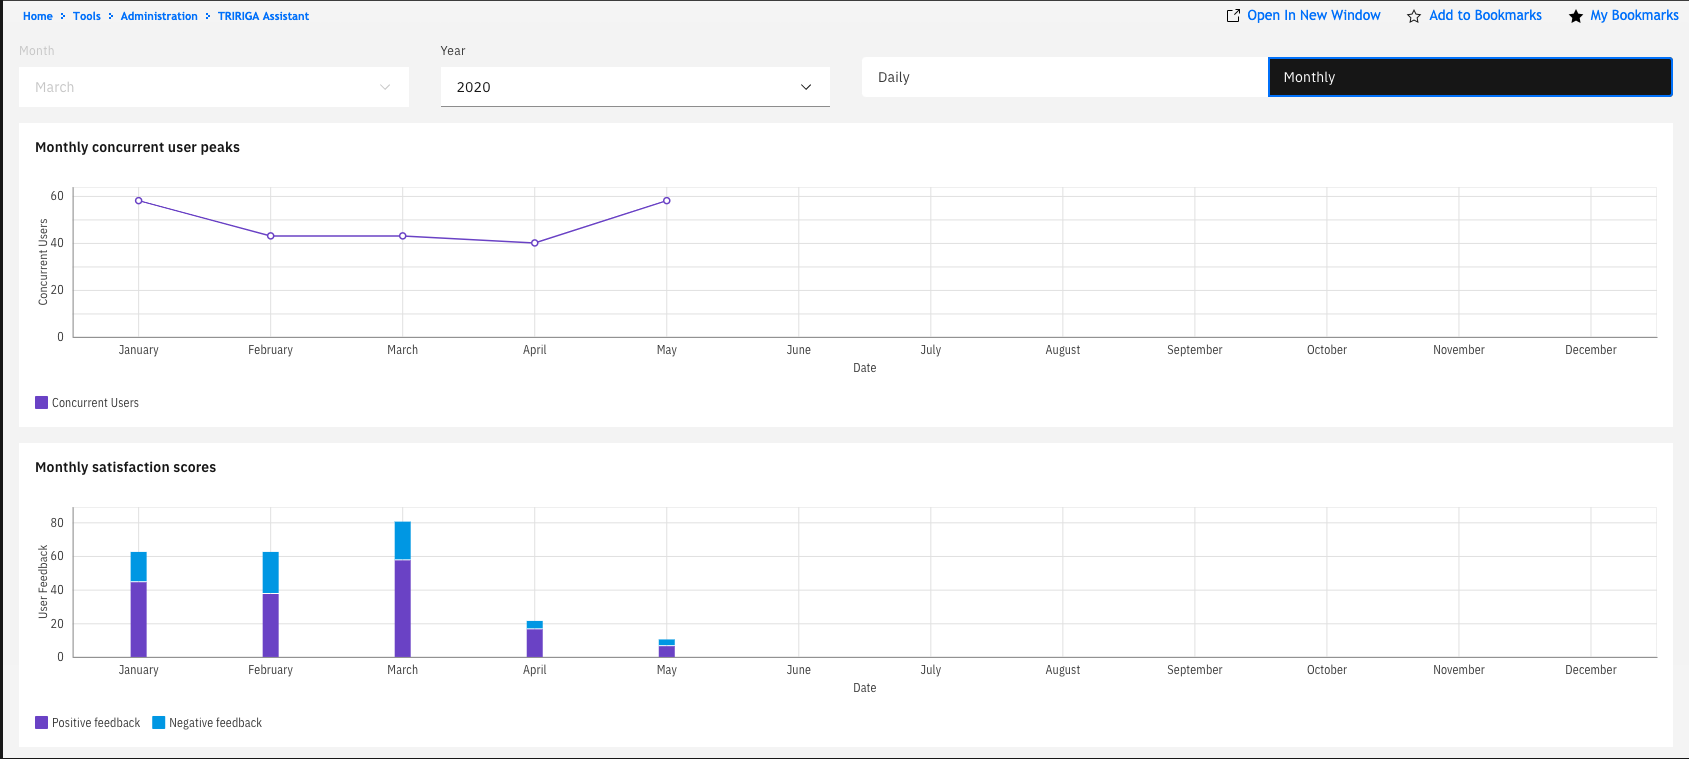 Home Tools Administration TRIRIGA Assistant
Open In New Window Add to Bookmarks My Bookmarks
Month
March
Year
2020
Daily
Monthly
Monthly concurrent user peaks
60
40
20
0
Concurrent Users
January February March April May June July August September October November December
Date
Concurrent Users
Monthly satisfaction scores
80
60
40
20
0
User Feedback
January February March April May June July August September October November December
Date
Positive feedback Negative feedback